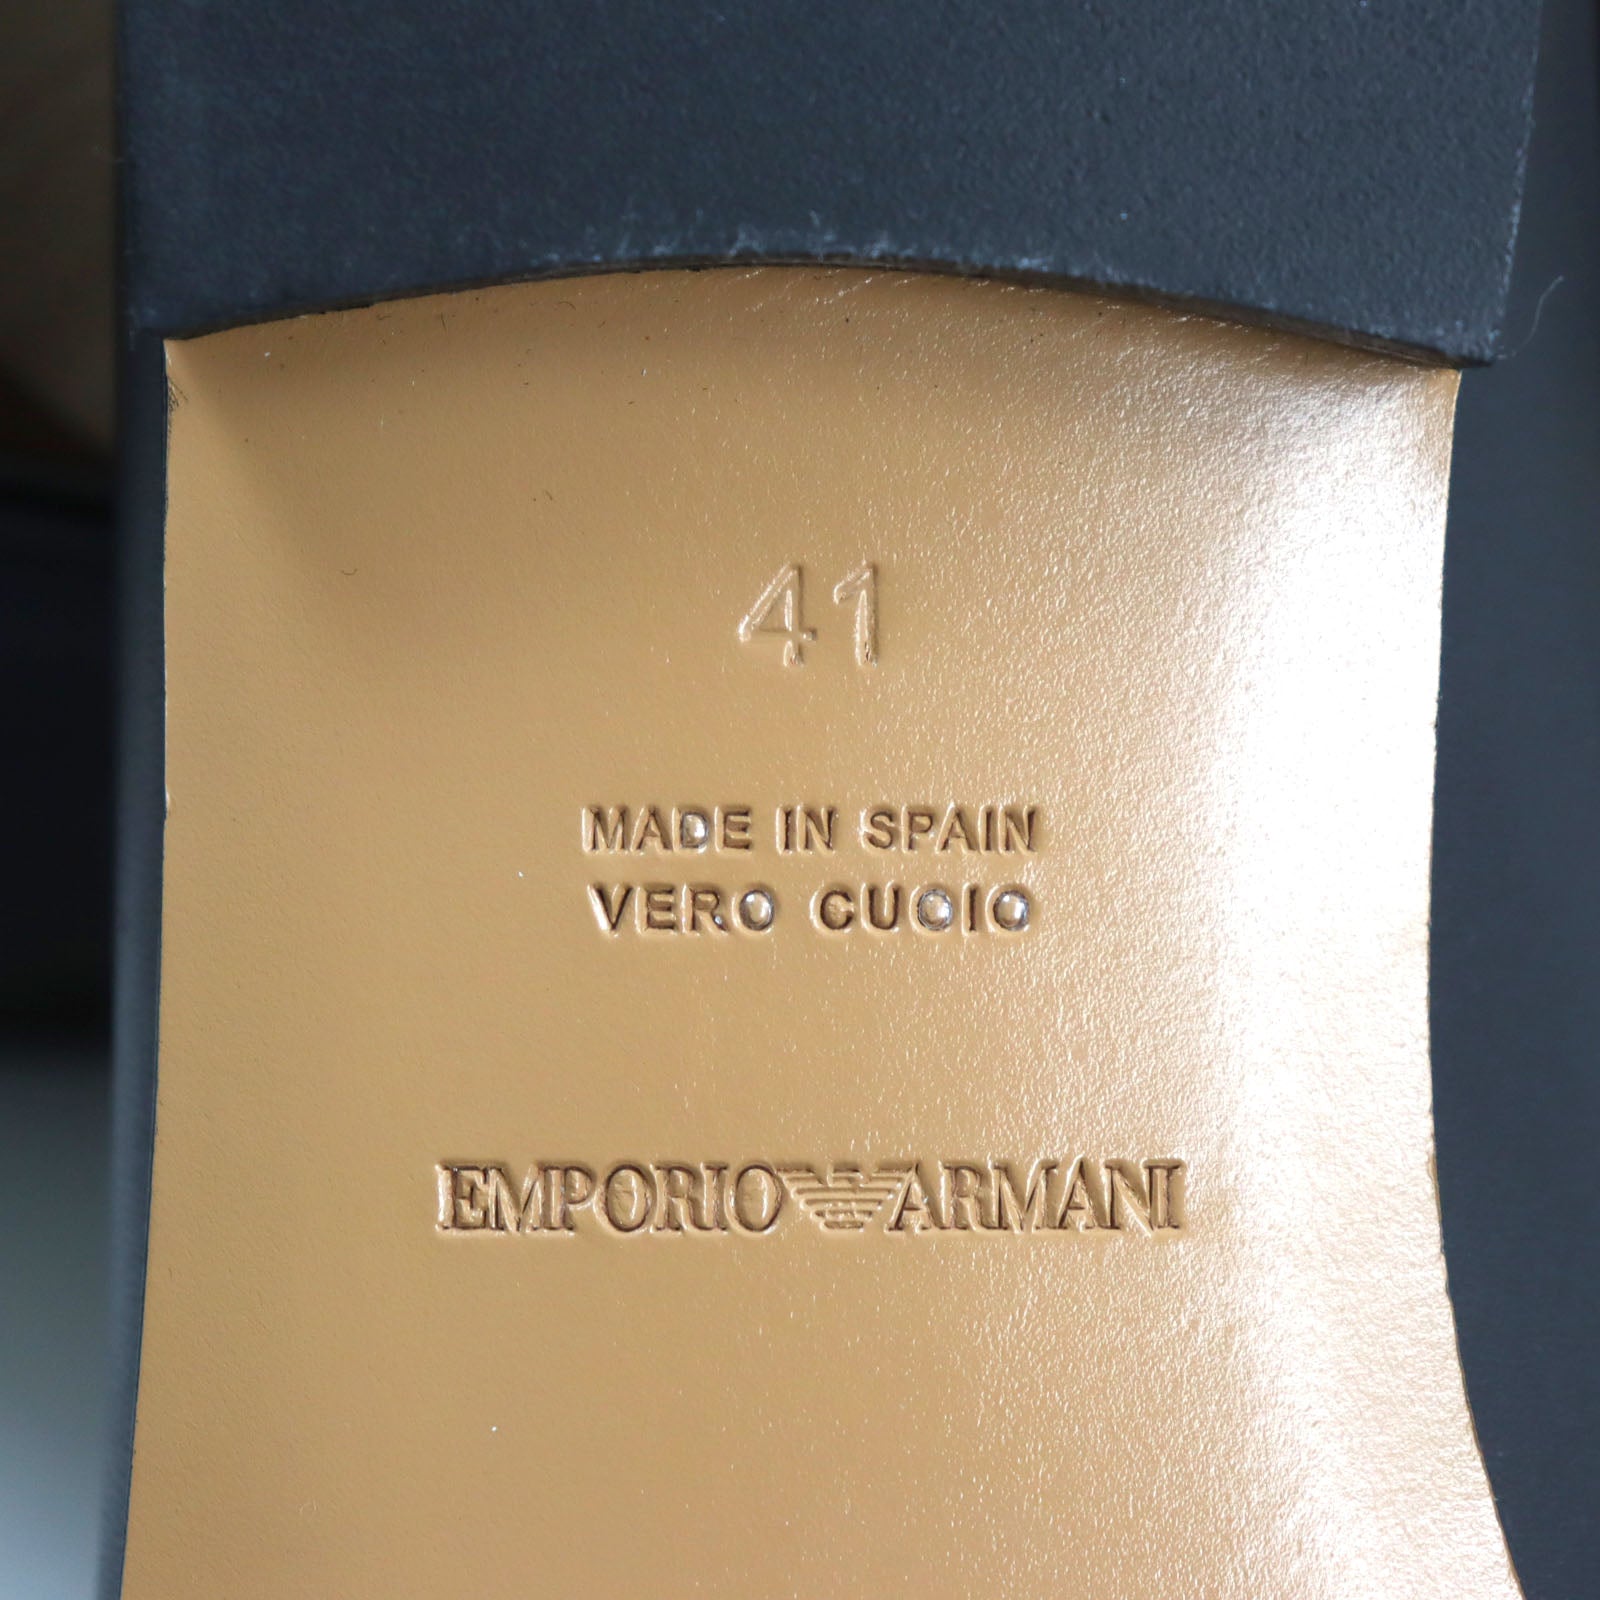 41
MADE IN SPAIN
VERO CUOIO
EMPORIO ARMANI